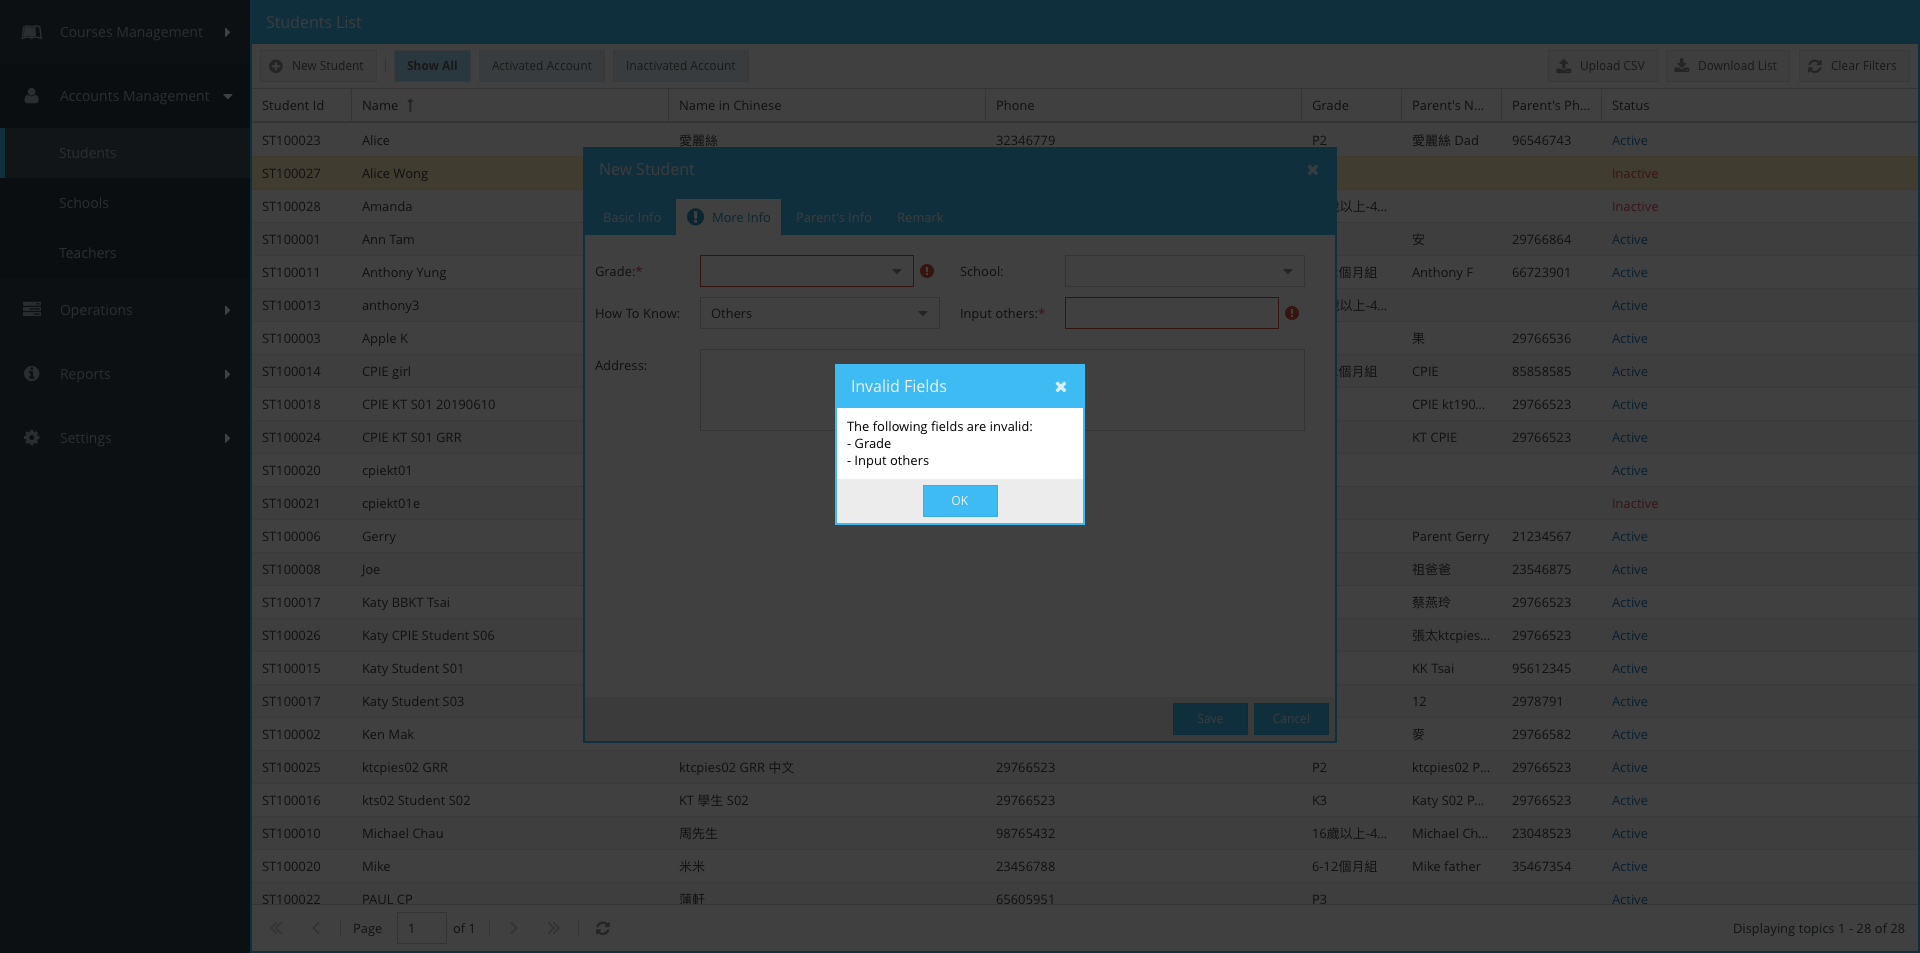 Courses Management
Accounts Management
Students
Schools
Teachers
Operations
Reports
Settings
Students List
New Student
Show All
Activated Account
Inactivated Account
Upload CSV
Download List
Clear Filters
Student Id Name Name in Chinese Phone Grade Parent's N... Parent's Ph... Status
ST100023 Alice 愛麗絲 32346779 P2 愛麗絲 Dad 96546743 Active
ST100027 Alice Wong Inactive
ST100028 Amanda 以上-4... Inactive
ST100001 Ann Tam 安 29766864 Active
ST100011 Anthony Yung 個月組 Anthony F 66723901 Active
ST100013 anthony3 以上-4... Active
ST100003 Apple K 果 29766536 Active
ST100014 CPIE girl 個月組 CPIE 85858585 Active
ST100018 CPIE KT S01 20190610 CPIE kt190... 29766523 Active
ST100024 CPIE KT S01 GRR KT CPIE 29766523 Active
ST100020 cpiekt01 Active
ST100021 cpiekt01e Inactive
ST100006 Gerry Parent Gerry 21234567 Active
ST100008 Joe 祖爸爸 23546875 Active
ST100017 Katy BBKT Tsai 蔡燕玲 29766523 Active
ST100026 Katy CPIE Student S06 張太ktcpies... 29766523 Active
ST100015 Katy Student S01 KK Tsai 95612345 Active
ST100017 Katy Student S03 12 2978791 Active
ST100002 Ken Mak 麥 29766582 Active
ST100025 ktcpies02 GRR ktcpies02 GRR 中文 29766523 P2 ktcpies02 P... 29766523 Active
ST100016 kts02 Student S02 KT 學生 S02 29766523 K3 Katy S02 P... 29766523 Active
ST100010 Michael Chau 周先生 98765432 16歲以上-4... Michael Ch... 23048523 Active
ST100020 Mike 米米 23456788 6-12個月組 Mike father 35467354 Active
ST100022 PAUL CP 蒲軒 65605951 P3 Active
Page 1 of 1
Displaying topics 1 - 28 of 28
New Student
Basic Info More Info Parent's Info Remark
Grade:* School:
How To Know: Others Input others:*
Address:
Save Cancel
Invalid Fields
The following fields are invalid:
- Grade
- Input others
OK